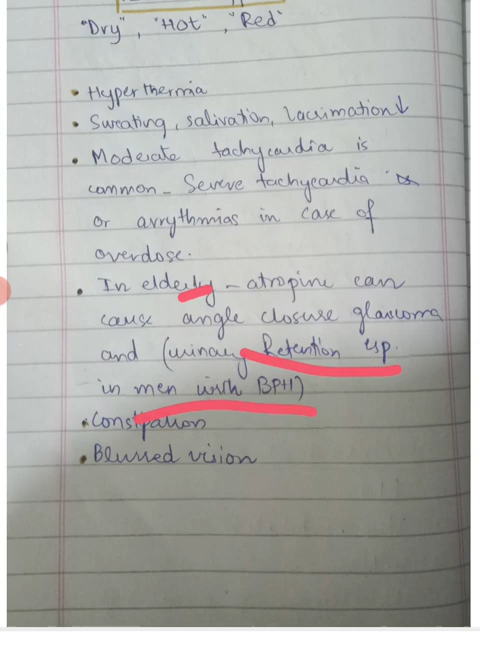 "Dry", "Hot", "Red"
• Hyperthermia
• Sweating, salivation, lacrimation↓
• Moderate tachycardia is
common - Severe tachycardia
or arrythmias in case of
overdose.
• In elderly - atropine can
cause angle closure glaucoma
and (urinary Retention esp.
in men with BPH)
• Constipation
• Blurred vision